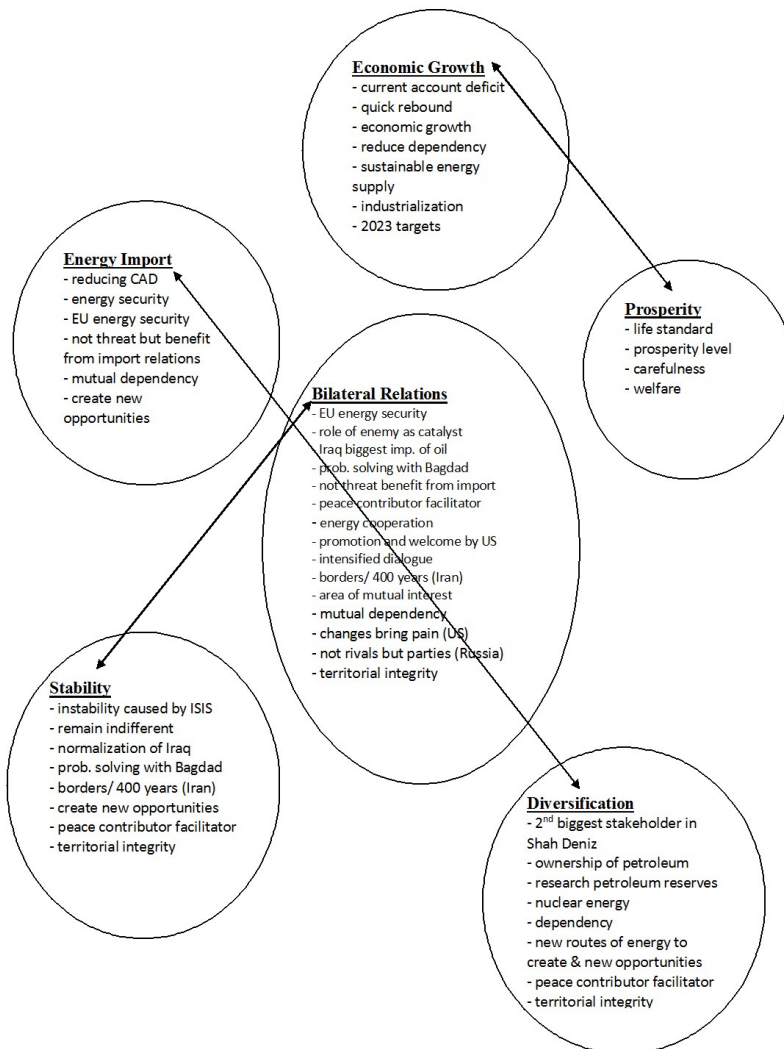 Economic Growth
- current account deficit
- quick rebound
- economic growth
- reduce dependency
- sustainable energy
supply
- industrialization
- 2023 targets
Energy Import
- reducing CAD
- energy security
- EU energy security
- not threat but benefit
from import relations
- mutual dependency
- create new
opportunities
Prosperity
- life standard
- prosperity level
- carefulness
- welfare
Bilateral Relations
- EU energy security
- role of enemy as catalyst
- Iraq biggest imp. of oil
- prob. solving with Bagdad
- not threat benefit from import
- peace contributor facilitator
- energy cooperation
- promotion and welcome by US
- intensified dialogue
- borders/ 400 years (Iran)
- area of mutual interest
- mutual dependency
- changes bring pain (US)
- not rivals but parties (Russia)
- territorial integrity
Stability
- instability caused by ISIS
- remain indifferent
- normalization of Iraq
- prob. solving with Bagdad
- borders/ 400 years (Iran)
- create new opportunities
- peace contributor facilitator
- territorial integrity
Diversification
- 2nd biggest stakeholder in
Shah Deniz
- ownership of petroleum
- research petroleum reserves
- nuclear energy
- dependency
- new routes of energy to
create & new opportunities
- peace contributor facilitator
- territorial integrity